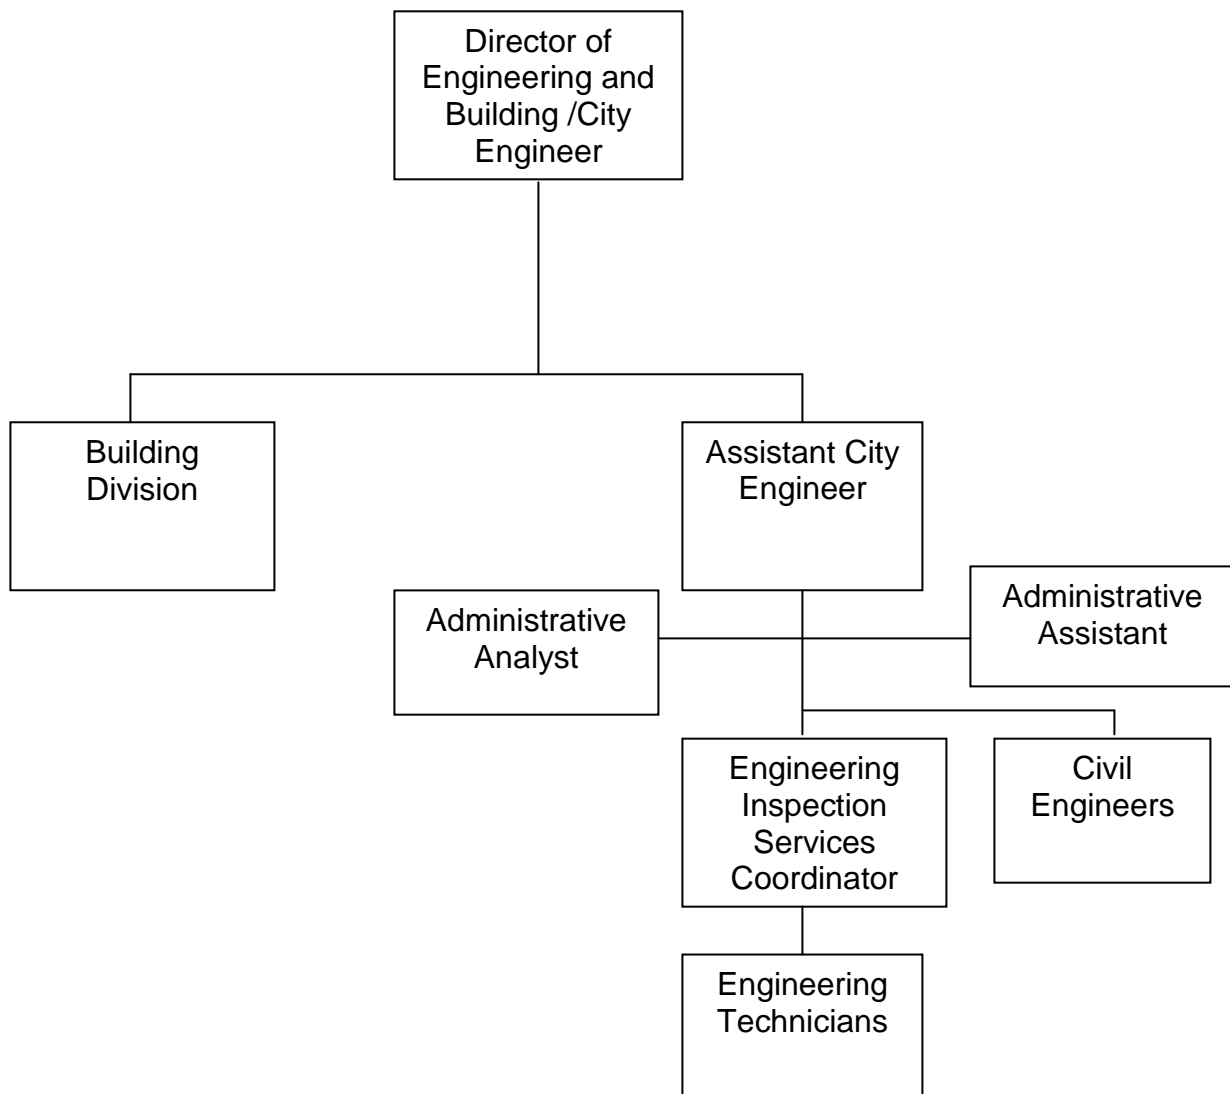 Director of
Engineering and
Building /City
Engineer
Building
Division
Assistant City
Engineer
Administrative
Analyst
Administrative
Assistant
Engineering
Inspection
Services
Coordinator
Civil
Engineers
Engineering
Technicians